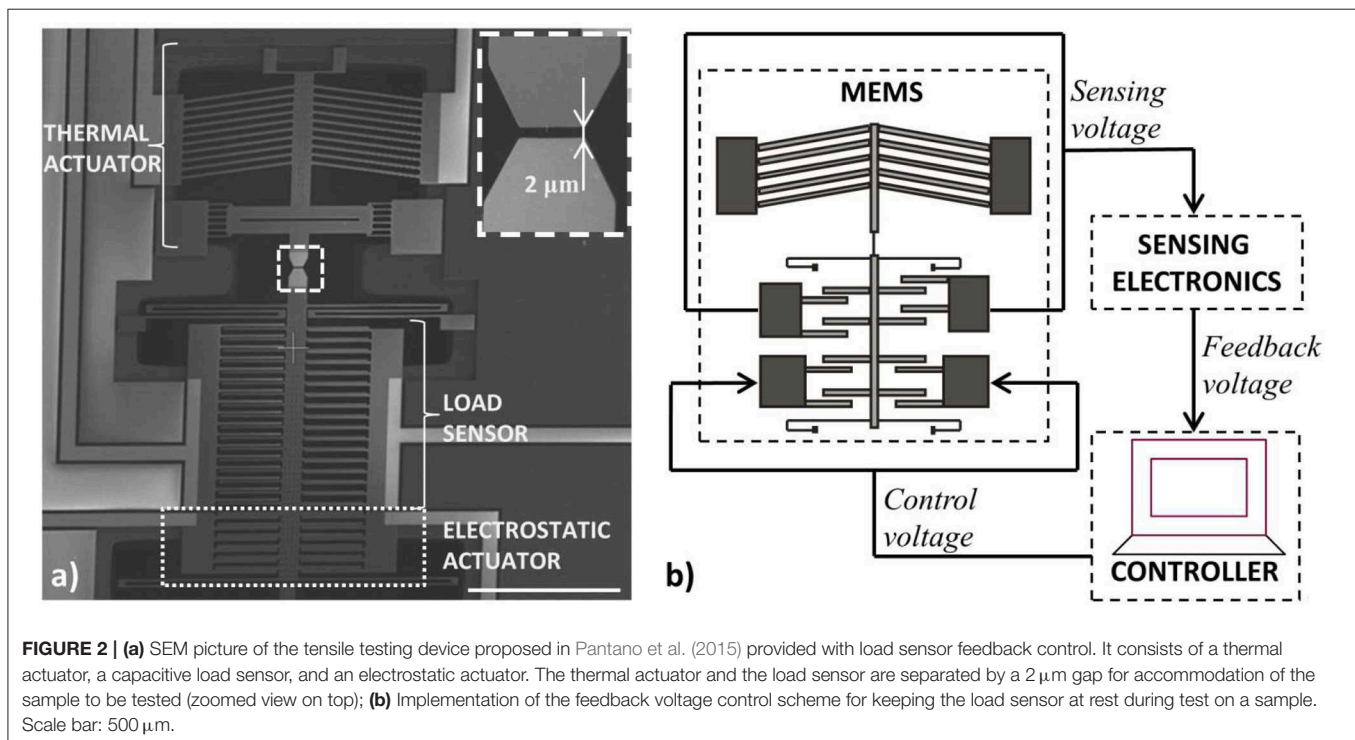 THERMAL
ACTUATOR
2 μm
LOAD
SENSOR
ELECTROSTATIC
ACTUATOR
a)
MEMS
Sensing
voltage
SENSING
ELECTRONICS
Feedback
voltage
Control
voltage
CONTROLLER
b)
FIGURE 2 | (a) SEM picture of the tensile testing device proposed in Pantano et al. (2015) provided with load sensor feedback control. It consists of a thermal
actuator, a capacitive load sensor, and an electrostatic actuator. The thermal actuator and the load sensor are separated by a 2 μm gap for accommodation of the
sample to be tested (zoomed view on top); (b) Implementation of the feedback voltage control scheme for keeping the load sensor at rest during test on a sample.
Scale bar: 500 μm.